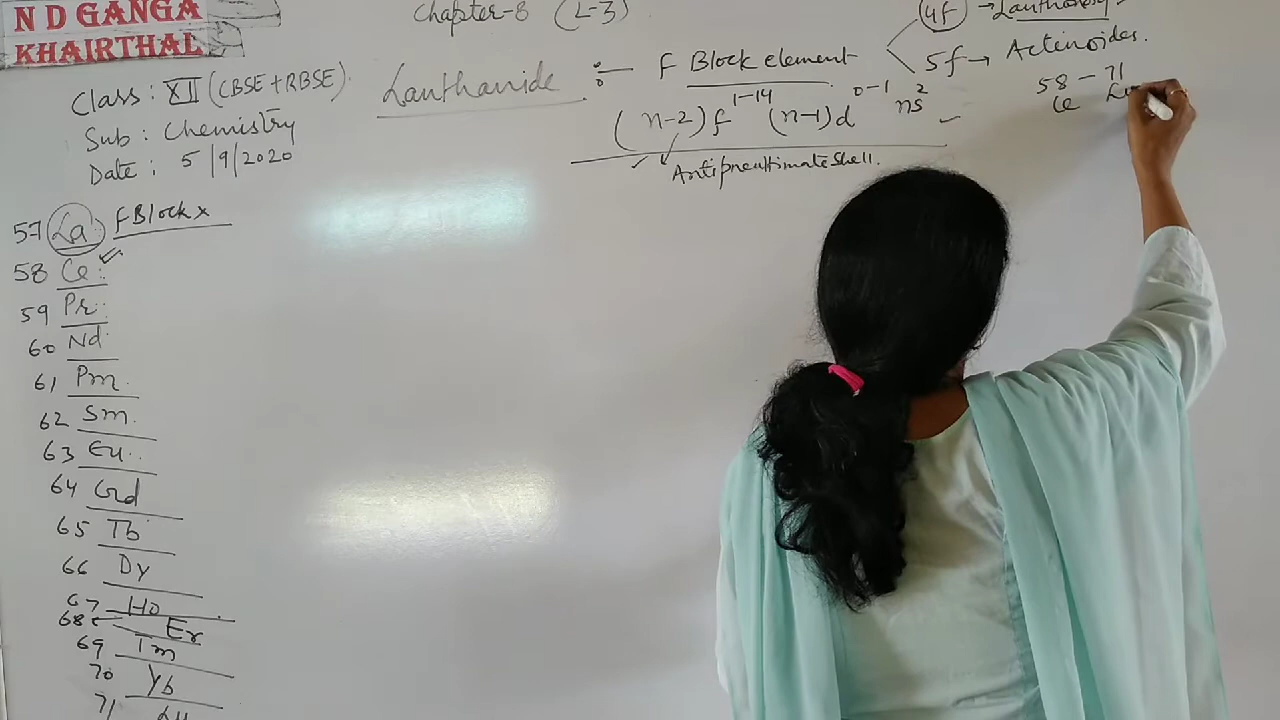 N D GANGA
KHAIRTHAL
Chapter-8 (L-3)
Class : XII (CBSE + RBSE)
Sub : Chemistry
Date : 5/9/2020
Lanthanide :- F Block element
4f → Lanthanoids
5f → Actinoides.
58 - 71
Ce Lu
(n-2)f 1-14 (n-1)d 0-1 ns 2
Antipenultimate shell.
57 La F Block x
58 Ce
59 Pr
60 Nd
61 Pm
62 Sm
63 Eu
64 Gd
65 Tb
66 Dy
67 Ho
68 Er
69 Tm
70 Yb
71 Lu